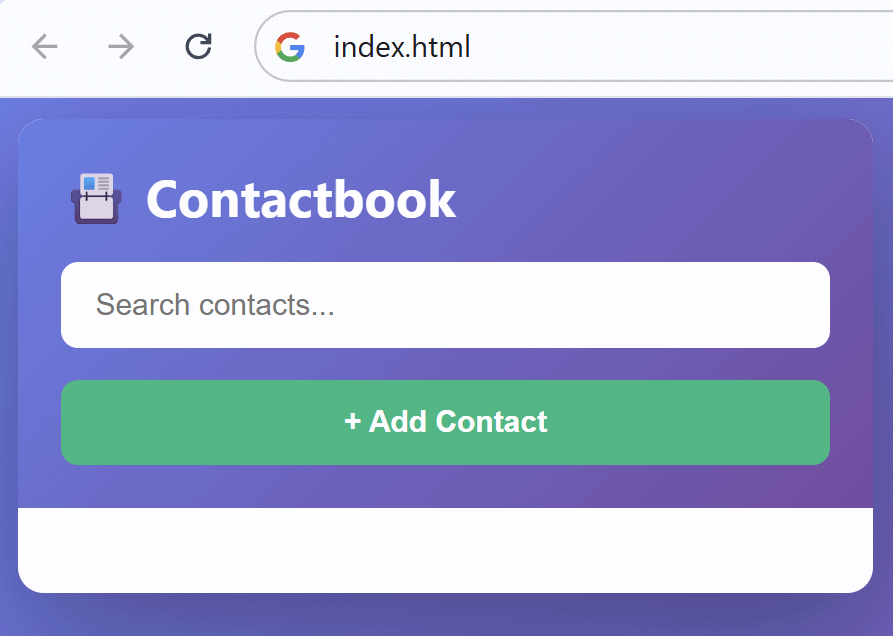 index.html
Contactbook
Search contacts...
+ Add Contact